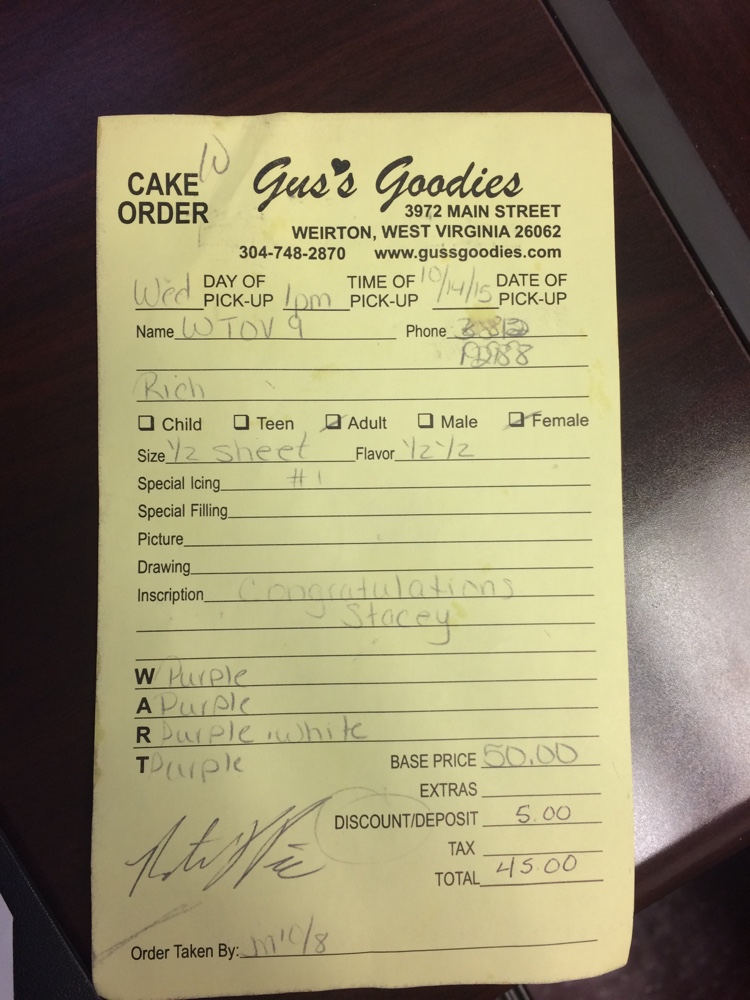 10
CAKE ORDER
Gus's Goodies
3972 MAIN STREET
WEIRTON, WEST VIRGINIA 26062
304-748-2870 www.gussgoodies.com
Wed DAY OF PICK-UP 1pm TIME OF PICK-UP 10/14/15 DATE OF PICK-UP
Name WTOV 9 Phone
Rich
Child Teen Adult Male Female
Size 1/2 sheet Flavor 1/2 1/2
Special Icing #1
Special Filling
Picture
Drawing
Inscription Congratulations
Stacey
W Purple
A Purple
R Purple white
T Purple
BASE PRICE 50.00
EXTRAS
DISCOUNT/DEPOSIT 5.00
TAX
TOTAL 45.00
Order Taken By: m 10/8